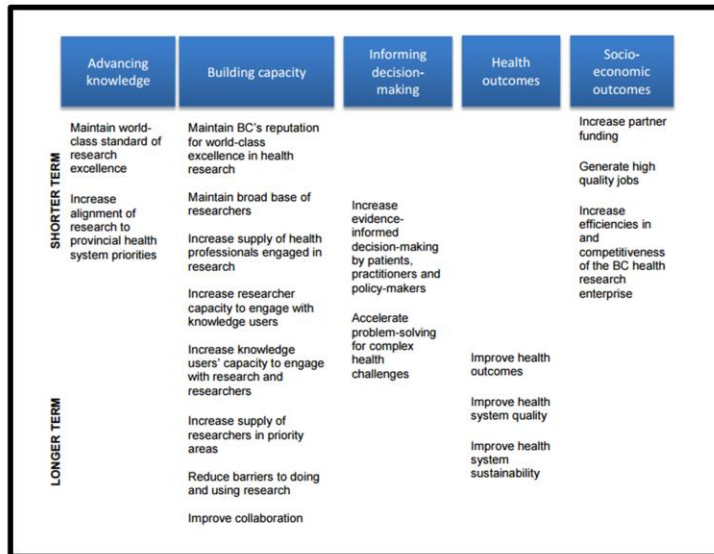 Advancing
knowledge
Building capacity
Informing
decision-
making
Health
outcomes
Socio-
economic
outcomes
SHORTER TERM
LONGER TERM
Maintain world-
class standard of
research
excellence
Increase
alignment of
research to
provincial health
system priorities
Maintain BC's reputation
for world-class
excellence in health
research
Maintain broad base of
researchers
Increase supply of health
professionals engaged in
research
Increase researcher
capacity to engage with
knowledge users
Increase knowledge
users' capacity to engage
with research and
researchers
Increase supply of
researchers in priority
areas
Reduce barriers to doing
and using research
Improve collaboration
Increase
evidence-
informed
decision-making
by patients,
practitioners and
policy-makers
Accelerate
problem-solving
for complex
health
challenges
Improve health
outcomes
Improve health
system quality
Improve health
system
sustainability
Increase partner
funding
Generate high
quality jobs
Increase
efficiencies in
and
competitiveness
of the BC health
research
enterprise